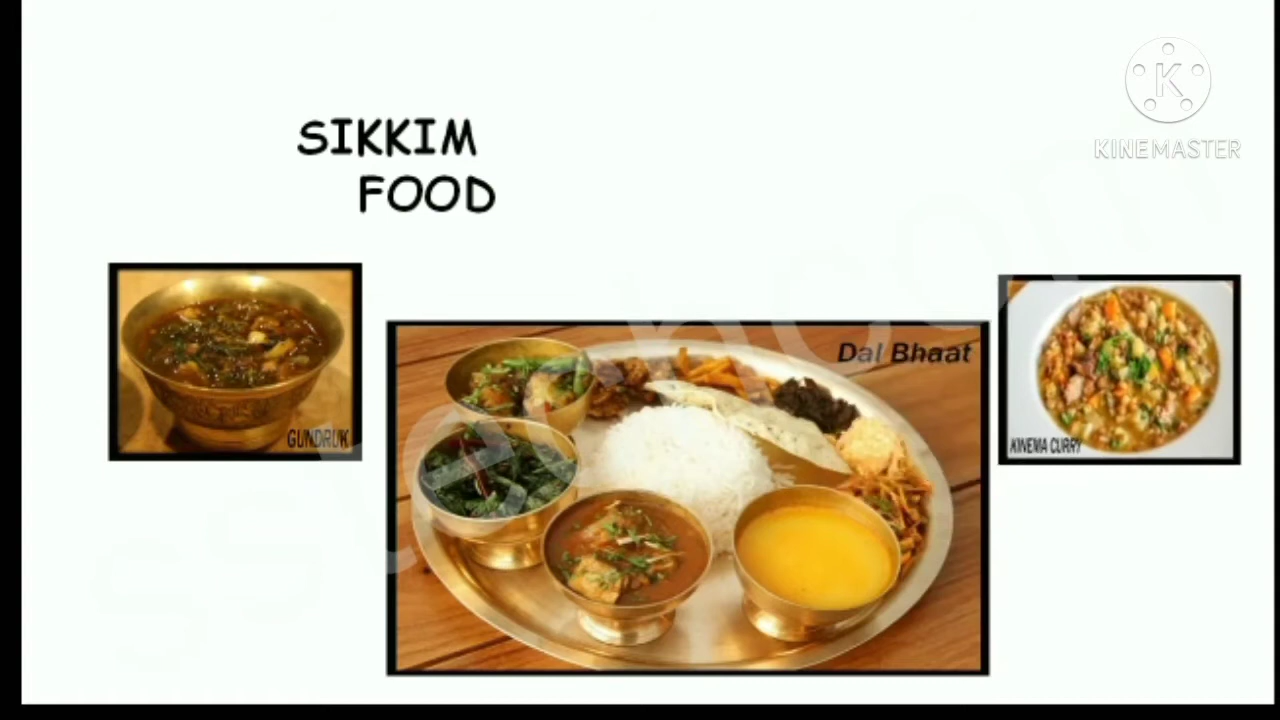 SIKKIM
FOOD
K
KINEMASTER
GUNDRUK
Dal Bhaat
KINEMA CURRY